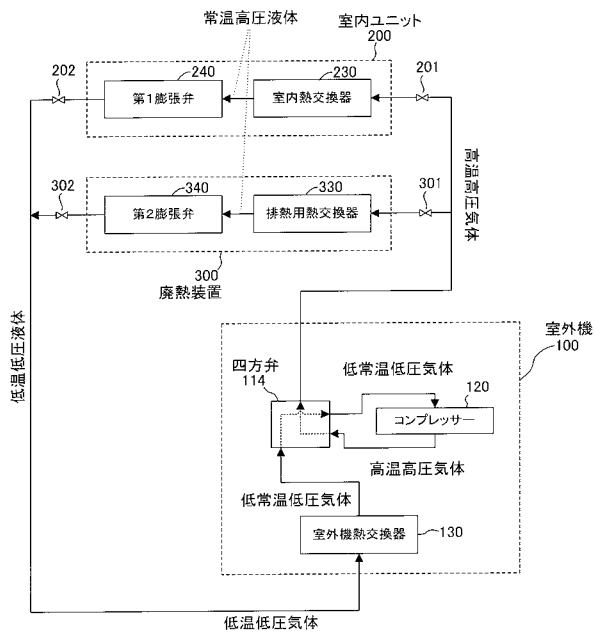 常温高圧液体
室内ユニット
200
202
240
230
201
第1膨張弁
室内熱交換器
高温高圧気体
302
340
330
301
第2膨張弁
排熱用熱交換器
300
廃熱装置
低温低圧液体
室外機
100
四方弁
114
低常温低圧気体
120
コンプレッサー
高温高圧気体
低常温低圧気体
室外機熱交換器
130
低温低圧気体